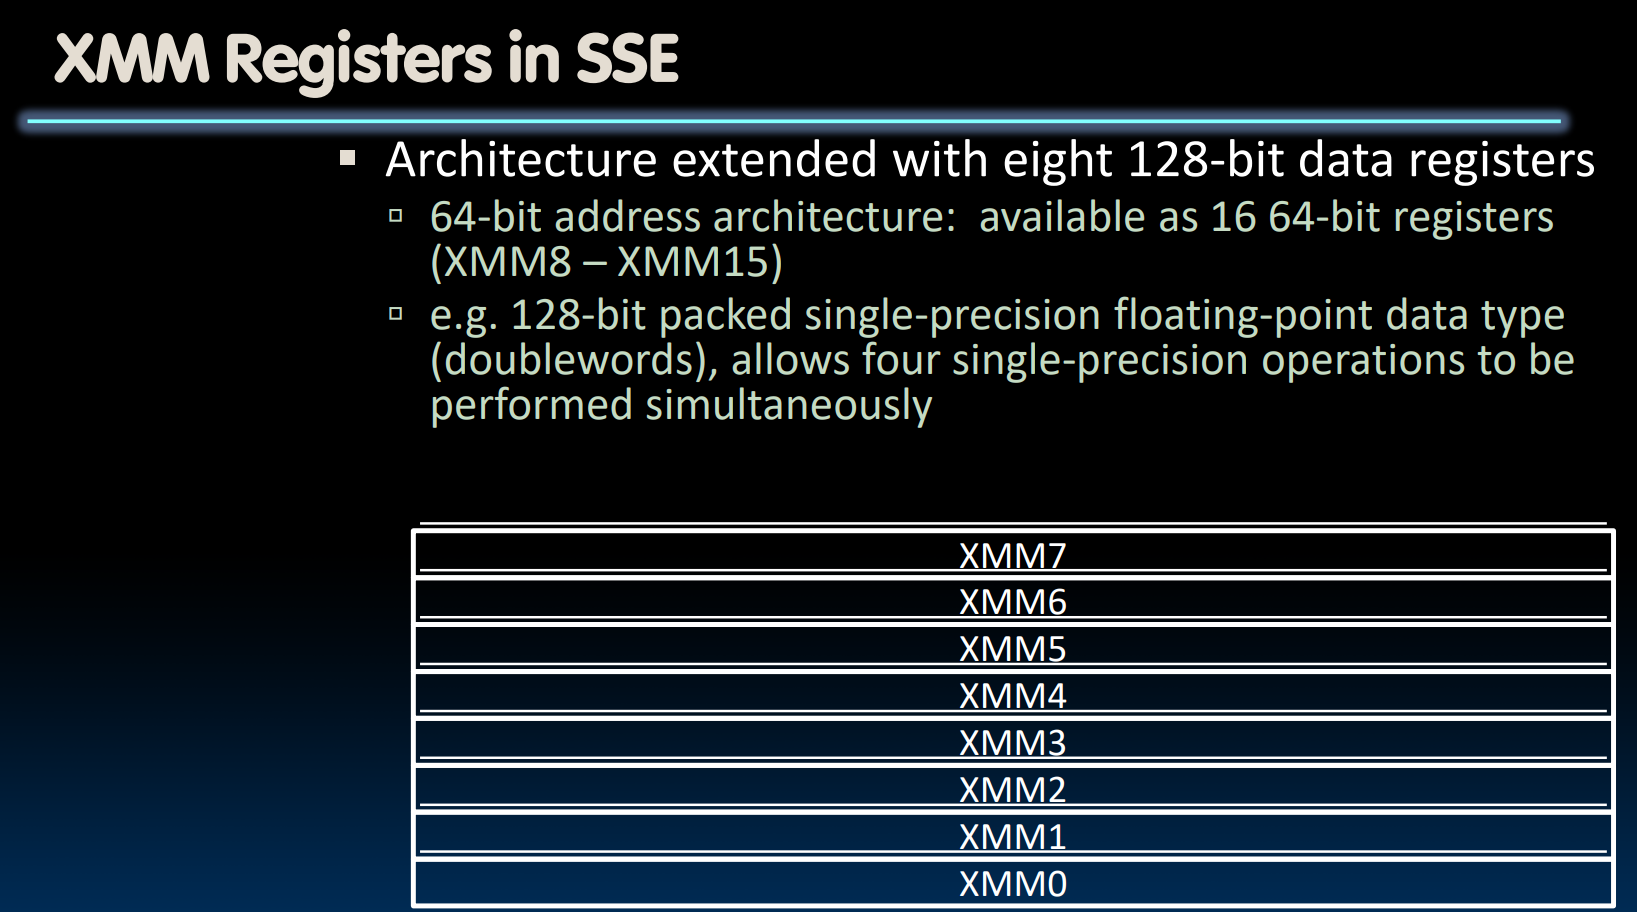 XMM Registers in SSE
Architecture extended with eight 128-bit data registers
64-bit address architecture:  available as 16 64-bit registers
(XMM8 – XMM15)
e.g. 128-bit packed single-precision floating-point data type
(doublewords), allows four single-precision operations to be
performed simultaneously
XMM7
XMM6
XMM5
XMM4
XMM3
XMM2
XMM1
XMM0